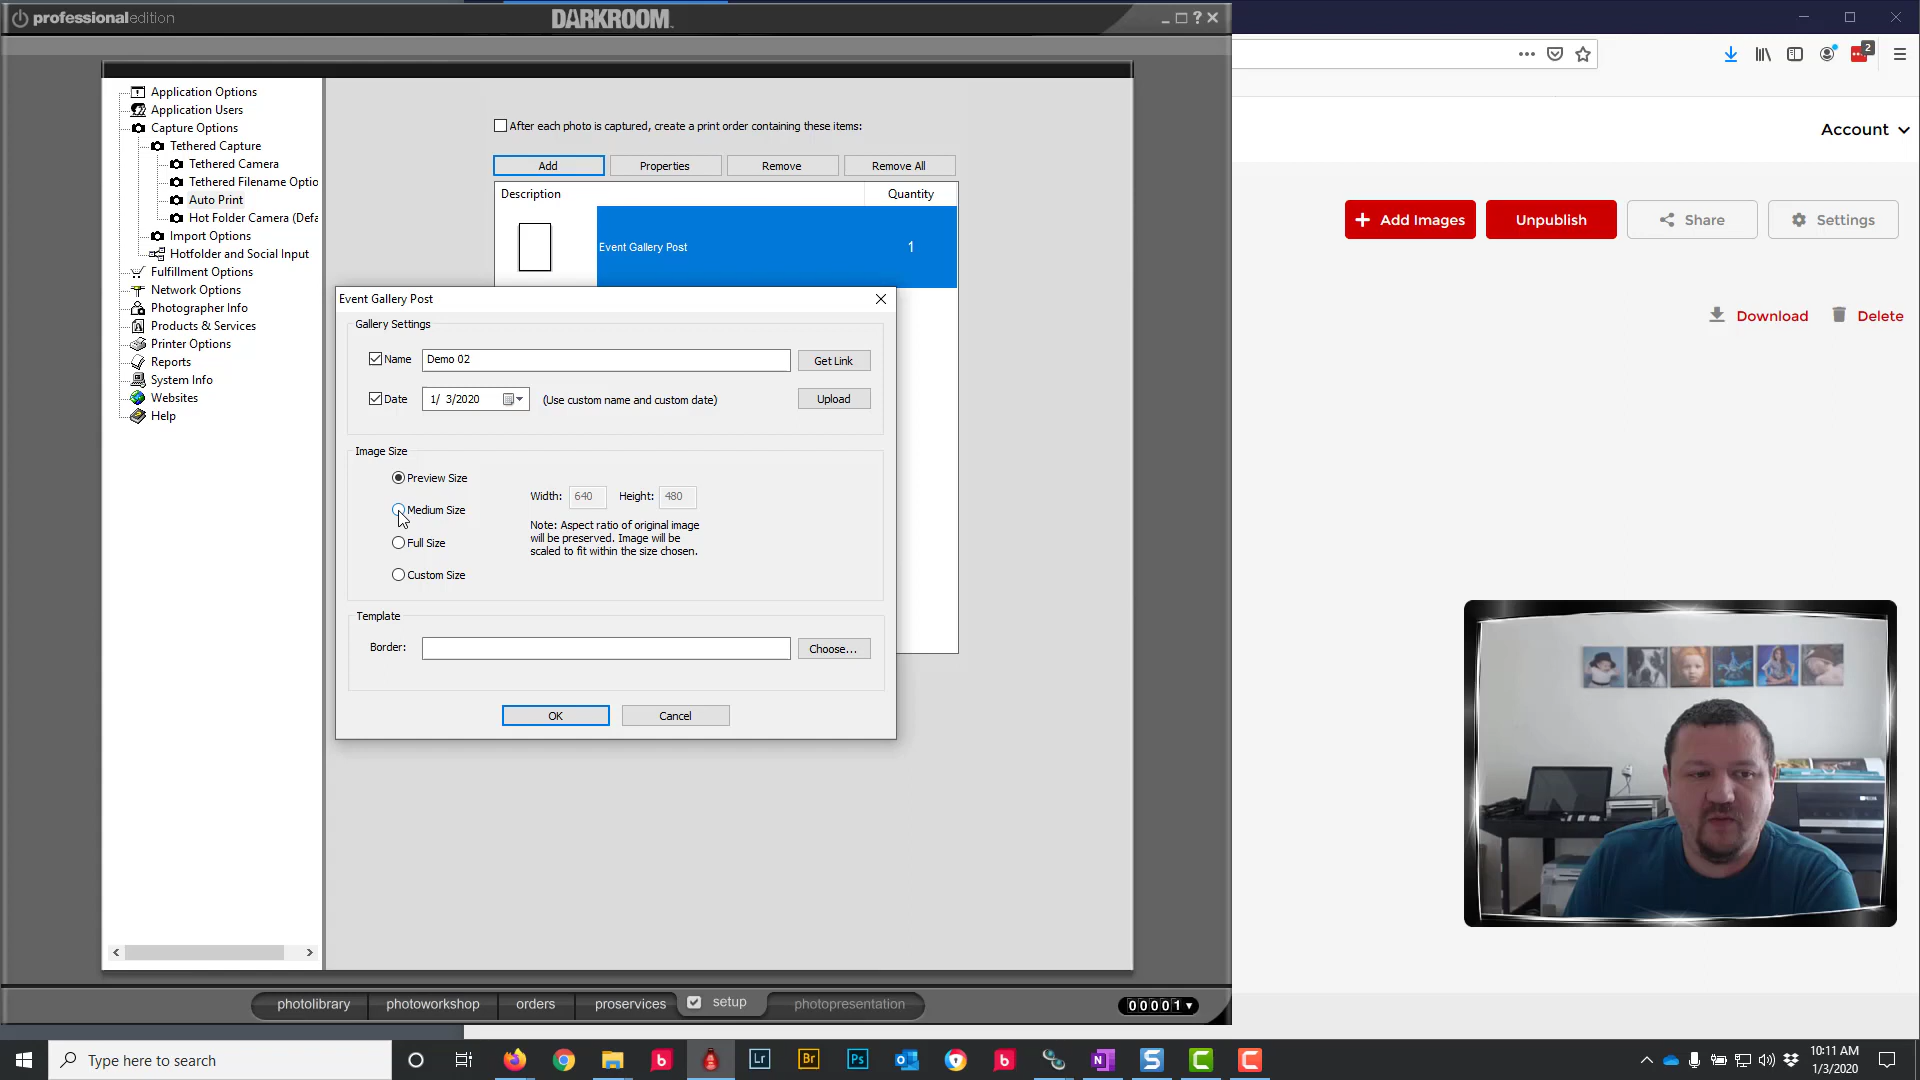 professionaledition
DARKROOM
2
Account
Application Options
Application Users
Capture Options
Tethered Capture
Tethered Camera
Tethered Filename Optio
Auto Print
Hot Folder Camera (Defa
Import Options
Hotfolder and Social Input
Fulfillment Options
Network Options
Photographer Info
Products & Services
Printer Options
Reports
System Info
Websites
Help
After each photo is captured, create a print order containing these items:
Add Properties Remove Remove All
Description Quantity
Event Gallery Post 1
Event Gallery Post
Gallery Settings
Name Demo 02 Get Link
Date 1/ 3/2020 (Use custom name and custom date) Upload
Image Size
Preview Size
Medium Size
Full Size
Custom Size
Width: 640 Height: 480
Note: Aspect ratio of original image
will be preserved. Image will be
scaled to fit within the size chosen.
Template
Border: Choose...
OK Cancel
+ Add Images Unpublish Share Settings
Download Delete
photolibrary photoworkshop orders proservices setup photopresentation
00001
Type here to search
Lr Br Ps
10:11 AM
1/3/2020